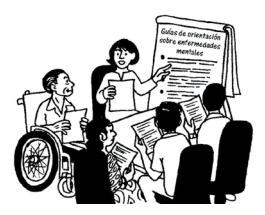 Guías de orientación
sobre enfermedades
mentales